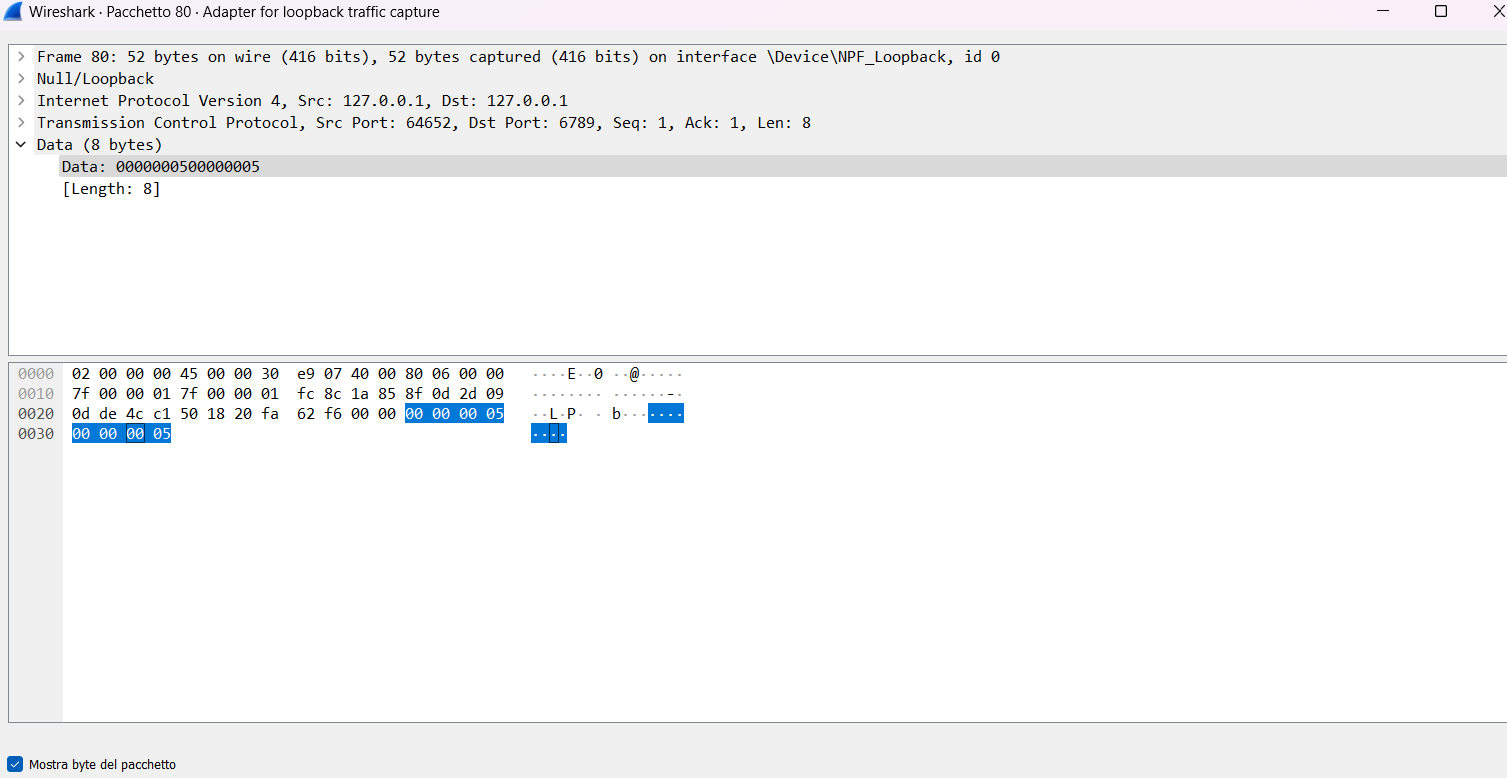 Wireshark · Pacchetto 80 · Adapter for loopback traffic capture
Frame 80: 52 bytes on wire (416 bits), 52 bytes captured (416 bits) on interface \Device\NPF_Loopback, id 0
Null/Loopback
Internet Protocol Version 4, Src: 127.0.0.1, Dst: 127.0.0.1
Transmission Control Protocol, Src Port: 64652, Dst Port: 6789, Seq: 1, Ack: 1, Len: 8
Data (8 bytes)
Data: 0000000500000005
[Length: 8]
0000 02 00 00 00 45 00 00 30 e9 07 40 00 80 06 00 00 ····E··0 ··@·····
0010 7f 00 00 01 7f 00 00 01 fc 8c 1a 85 8f 0d 2d 09 ········ ······-·
0020 0d de 4c c1 50 18 20 fa 62 f6 00 00 00 00 00 05 ··L·P· · b·······
0030 00 00 00 05 ····
Mostra byte del pacchetto